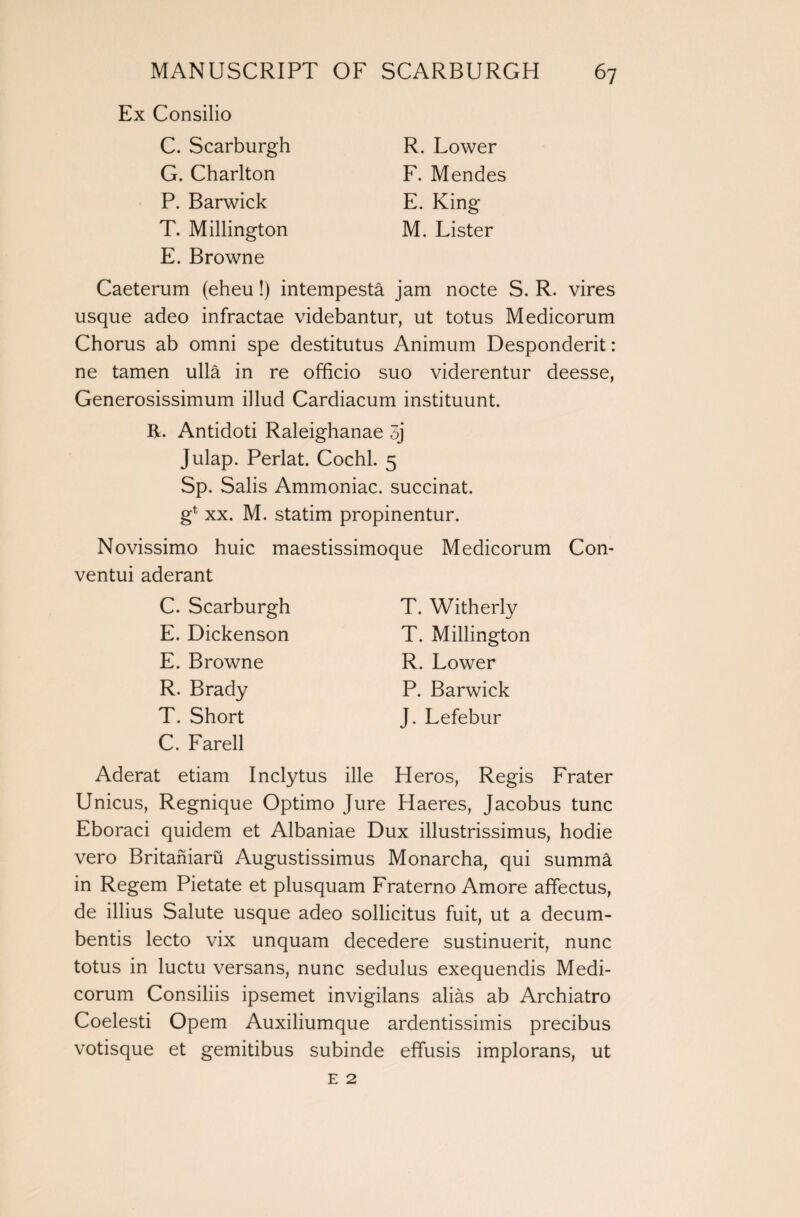 MANUSCRIPT OF SCARBURGH 67
Ex Consilio
C. Scarburgh R. Lower
G. Charlton F. Mendes
P. Barwick E. King
T. Millington M. Lister
E. Browne
Caeterum (eheu!) intempestâ jam nocte S. R. vires
usque adeo infractae videbantur, ut totus Medicorum
Chorus ab omni spe destitutus Animum Desponderit:
ne tamen ullâ in re officio suo viderentur deesse,
Generosissimum illud Cardiacum instituunt.
℞. Antidoti Raleighanae ʒj
Julap. Perlat. Cochl. 5
Sp. Salis Ammoniac. succinat.
gᵗ xx. M. statim propinentur.
Novissimo huic maestissimoque Medicorum Con-
ventui aderant
C. Scarburgh T. Witherly
E. Dickenson T. Millington
E. Browne R. Lower
R. Brady P. Barwick
T. Short J. Lefebur
C. Farell
Aderat etiam Inclytus ille Heros, Regis Frater
Unicus, Regnique Optimo Jure Haeres, Jacobus tunc
Eboraci quidem et Albaniae Dux illustrissimus, hodie
vero Britañiarũ Augustissimus Monarcha, qui summâ
in Regem Pietate et plusquam Fraterno Amore affectus,
de illius Salute usque adeo sollicitus fuit, ut a decum-
bentis lecto vix unquam decedere sustinuerit, nunc
totus in luctu versans, nunc sedulus exequendis Medi-
corum Consiliis ipsemet invigilans aliàs ab Archiatro
Coelesti Opem Auxiliumque ardentissimis precibus
votisque et gemitibus subinde effusis implorans, ut
E 2